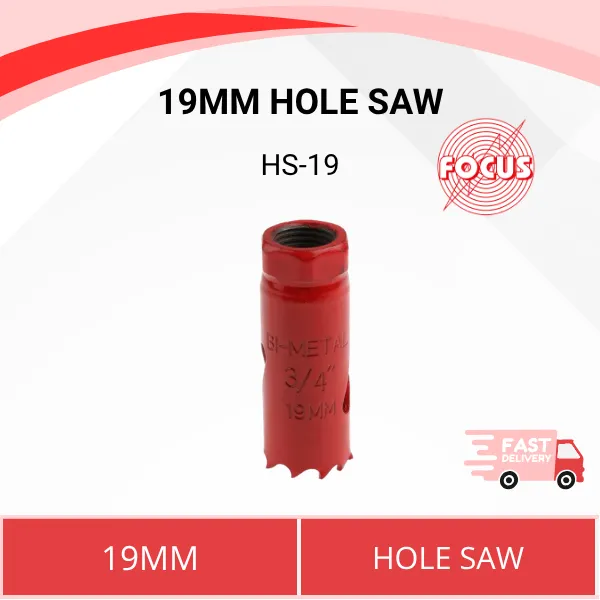 19MM HOLE SAW
HS-19
FOCUS
BI-METAL
3/4"
19MM
FAST
DELIVERY
19MM
HOLE SAW